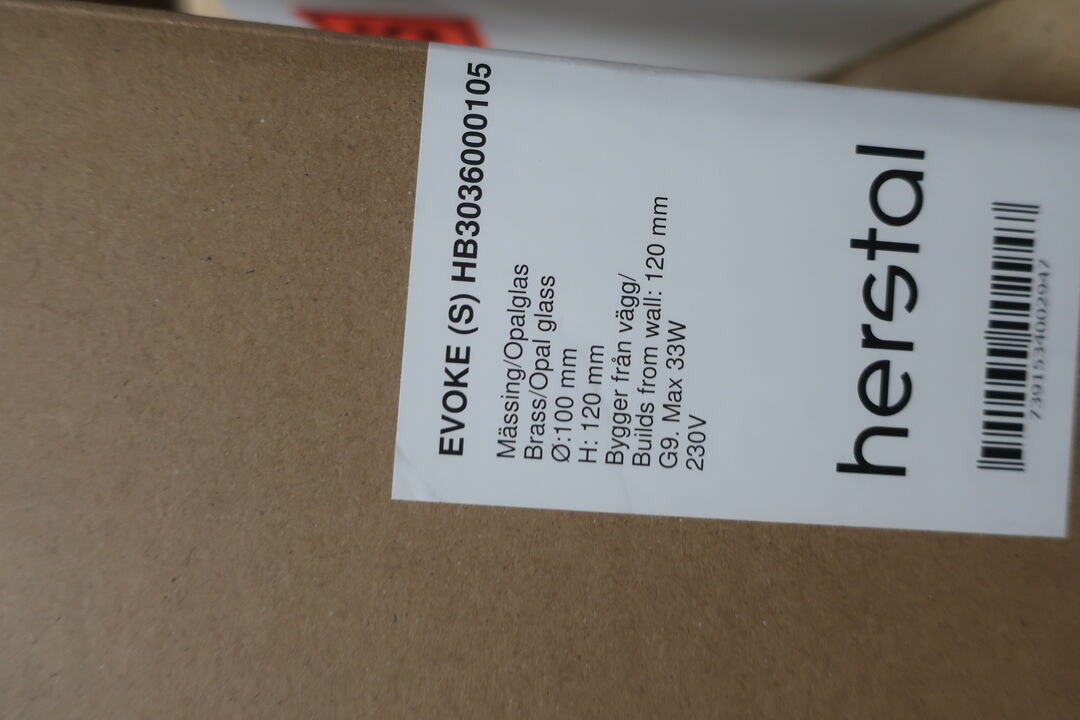 EVOKE (S) HB3036000105
Mässing/Opalglas
Brass/Opal glass
Ø:100 mm
H: 120 mm
Bygger från vägg/
Builds from wall: 120 mm
G9. Max 33W
230V
herstal
7391534002947